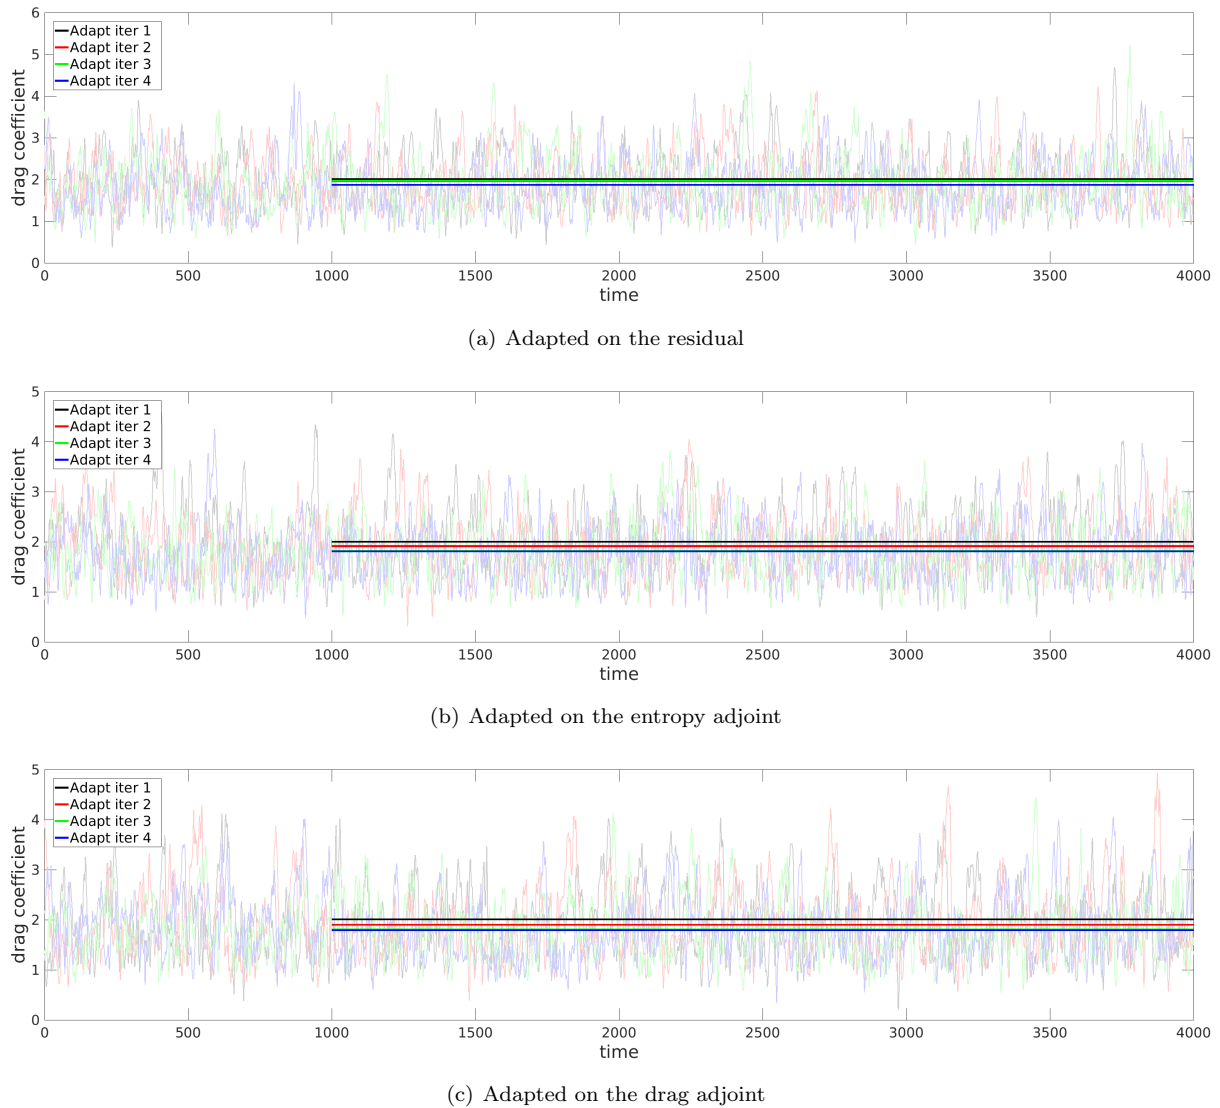 6
5
4
3
2
1
0
drag coefficient
Adapt iter 1
Adapt iter 2
Adapt iter 3
Adapt iter 4
0 500 1000 1500 2000 2500 3000 3500 4000
time
(a) Adapted on the residual
5
4
3
2
1
0
drag coefficient
Adapt iter 1
Adapt iter 2
Adapt iter 3
Adapt iter 4
0 500 1000 1500 2000 2500 3000 3500 4000
time
(b) Adapted on the entropy adjoint
5
4
3
2
1
0
drag coefficient
Adapt iter 1
Adapt iter 2
Adapt iter 3
Adapt iter 4
0 500 1000 1500 2000 2500 3000 3500 4000
time
(c) Adapted on the drag adjoint